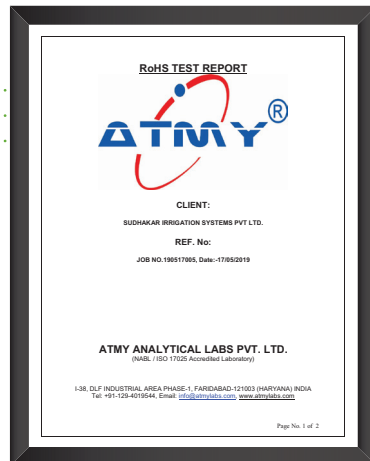 RoHS TEST REPORT
ATMY®
CLIENT:
SUDHAKAR IRRIGATION SYSTEMS PVT LTD.
REF. No:
JOB NO.190517005, Date:-17/05/2019
ATMY ANALYTICAL LABS PVT. LTD.
(NABL / ISO 17025 Accredited Laboratory)
I-38, DLF INDUSTRIAL AREA PHASE-1, FARIDABAD-121003 (HARYANA) INDIA
Tel: +91-129-4019544, Email: info@atmylabs.com, www.atmylabs.com
Page No. 1 of 2